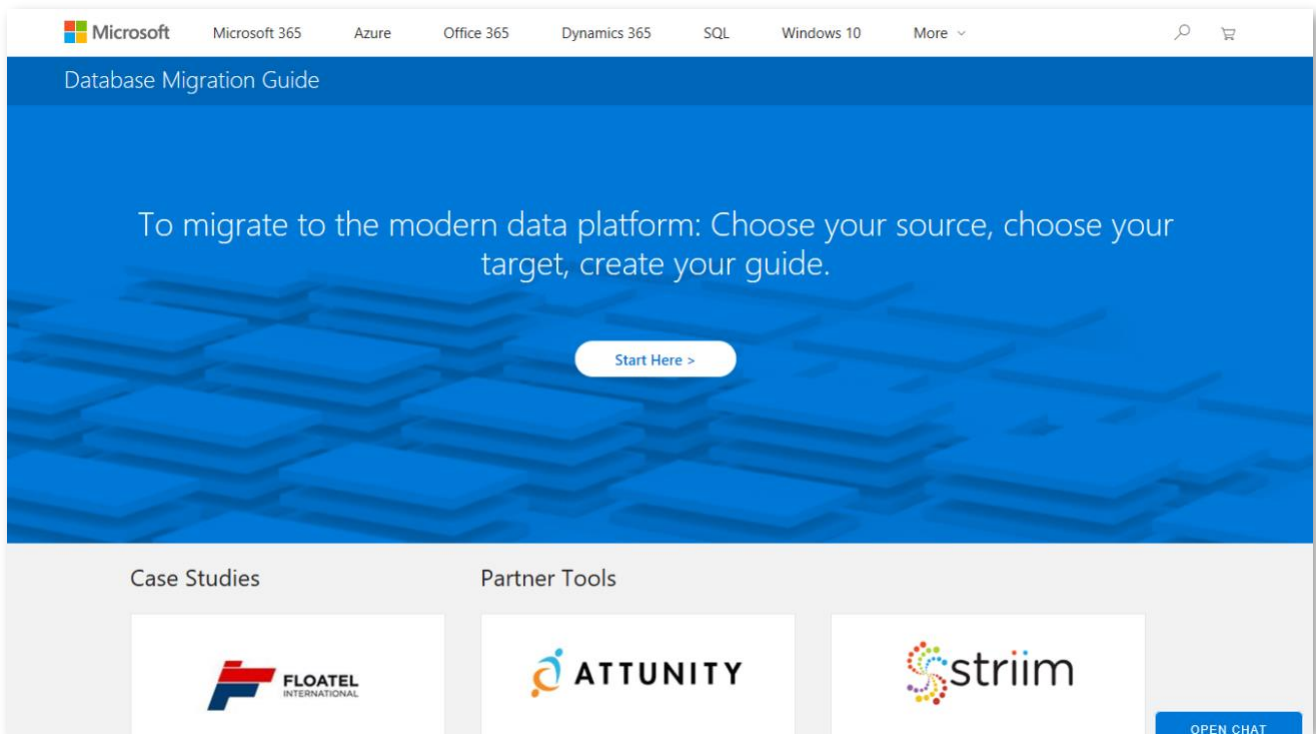 Microsoft Microsoft 365 Azure Office 365 Dynamics 365 SQL Windows 10 More
Database Migration Guide
To migrate to the modern data platform: Choose your source, choose your
target, create your guide.
Start Here >
Case Studies Partner Tools
FLOATEL
INTERNATIONAL
ATTUNITY
striim
OPEN CHAT